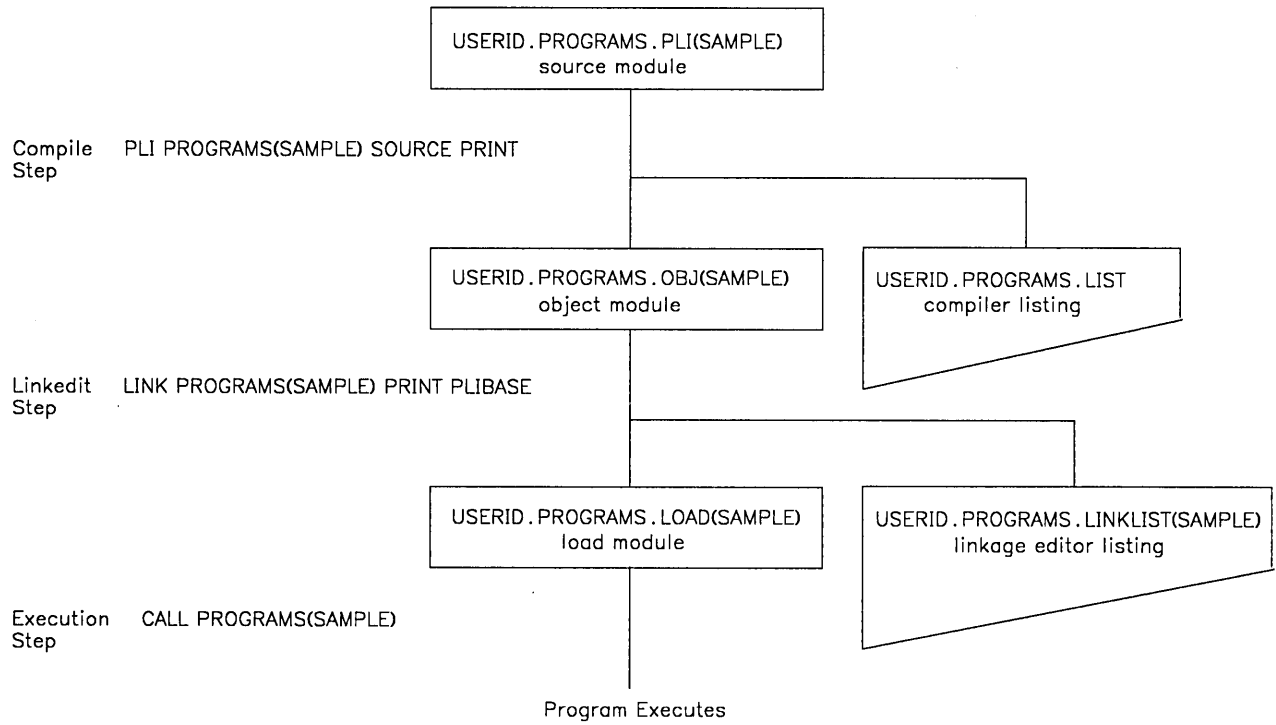 USERID.PROGRAMS.PLI(SAMPLE)
source module
Compile PLI PROGRAMS(SAMPLE) SOURCE PRINT
Step
USERID.PROGRAMS.OBJ(SAMPLE)
object module
USERID.PROGRAMS.LIST
compiler listing
Linkedit LINK PROGRAMS(SAMPLE) PRINT PLIBASE
Step
USERID.PROGRAMS.LOAD(SAMPLE)
load module
USERID.PROGRAMS.LINKLIST(SAMPLE)
linkage editor listing
Execution CALL PROGRAMS(SAMPLE)
Step
Program Executes